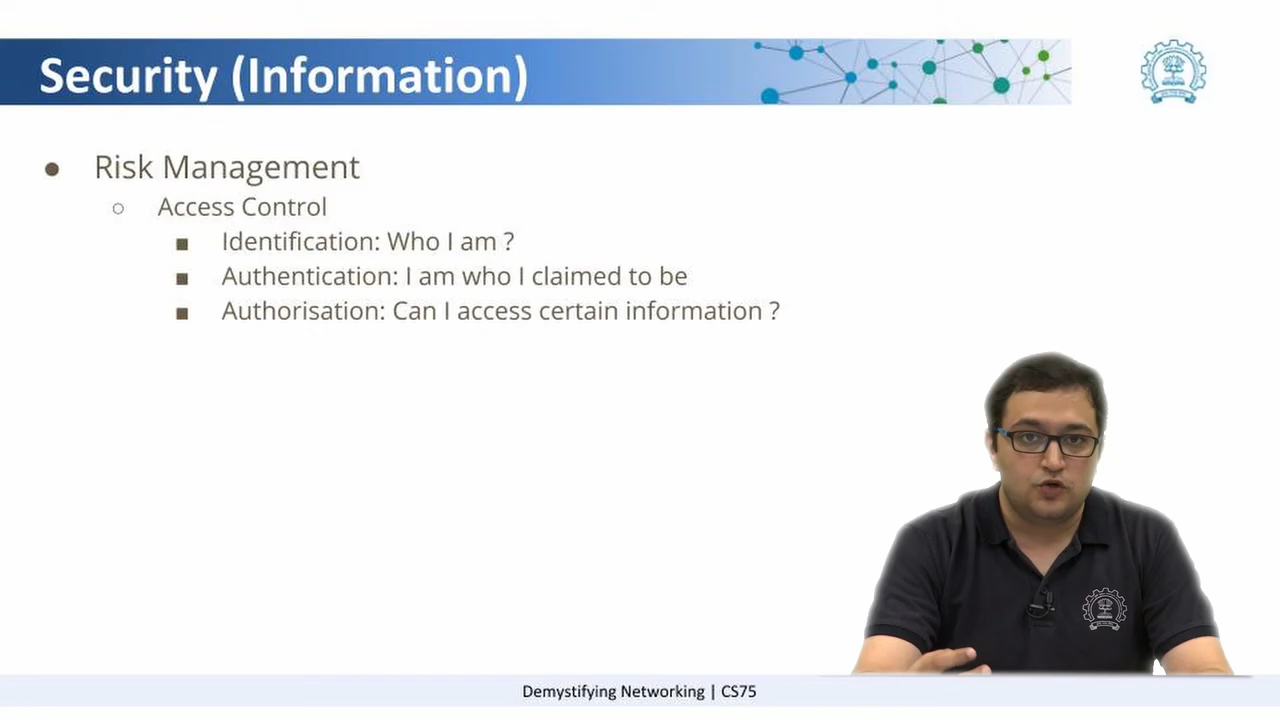 Security (Information)
● Risk Management
○ Access Control
■ Identification: Who I am ?
■ Authentication: I am who I claimed to be
■ Authorisation: Can I access certain information ?
Demystifying Networking | CS75